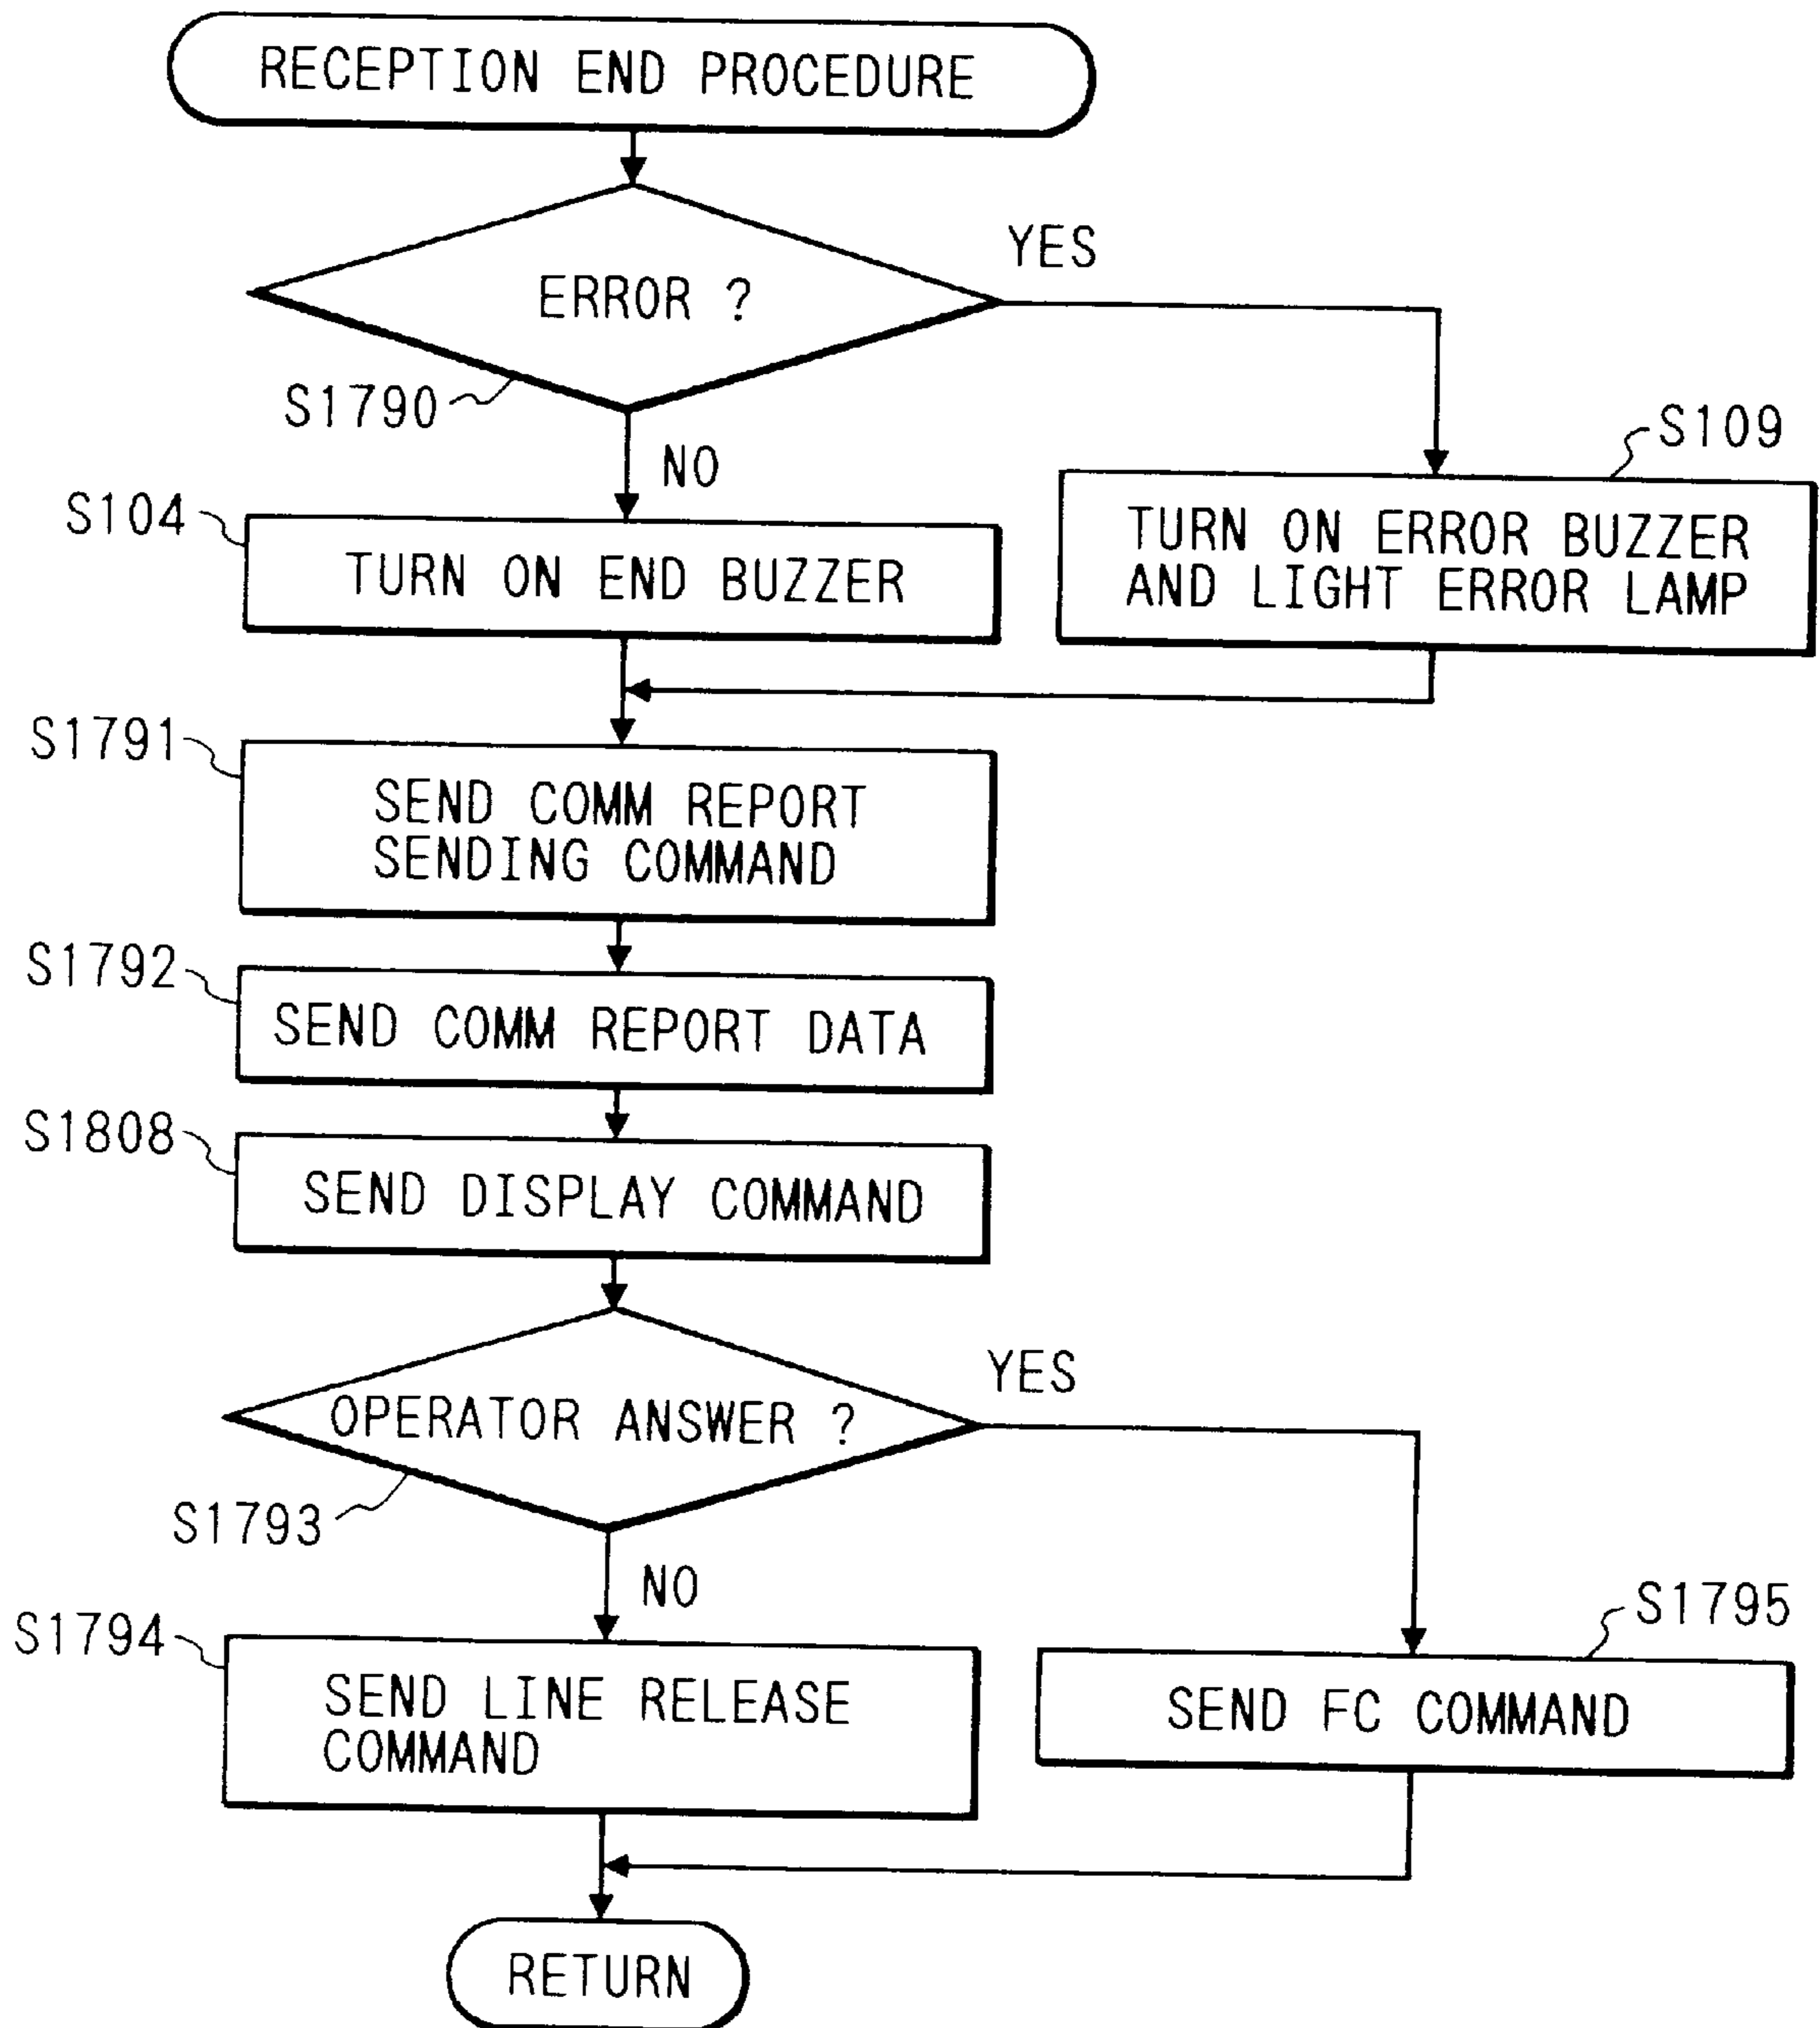 RECEPTION END PROCEDURE
ERROR ?
YES
S1790
NO
S109
S104
TURN ON END BUZZER
TURN ON ERROR BUZZER
AND LIGHT ERROR LAMP
S1791
SEND COMM REPORT
SENDING COMMAND
S1792
SEND COMM REPORT DATA
S1808
SEND DISPLAY COMMAND
OPERATOR ANSWER ?
YES
S1793
NO
S1794
SEND LINE RELEASE
COMMAND
S1795
SEND FC COMMAND
RETURN